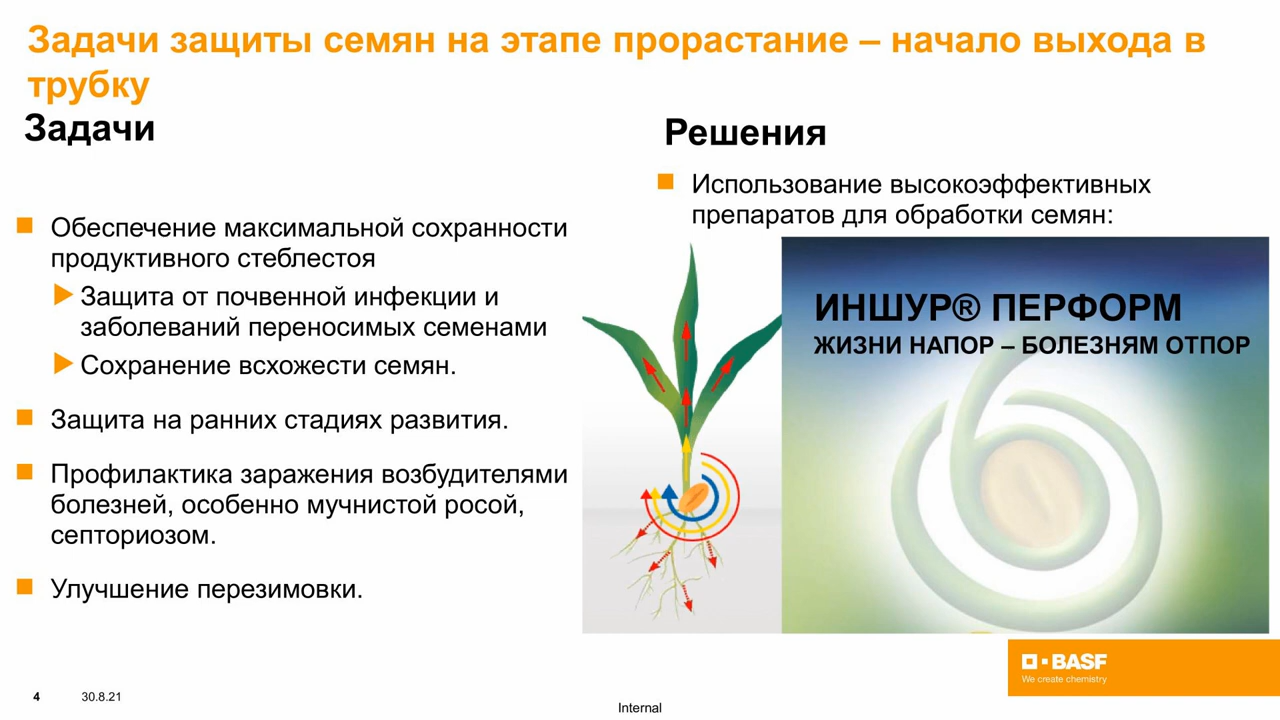 Задачи защиты семян на этапе прорастание – начало выхода в
трубку
Задачи
Обеспечение максимальной сохранности
продуктивного стеблестоя
Защита от почвенной инфекции и
заболеваний переносимых семенами
Сохранение всхожести семян.
Защита на ранних стадиях развития.
Профилактика заражения возбудителями
болезней, особенно мучнистой росой,
септориозом.
Улучшение перезимовки.
Решения
Использование высокоэффективных
препаратов для обработки семян:
ИНШУР® ПЕРФОРМ
ЖИЗНИ НАПОР – БОЛЕЗНЯМ ОТПОР
BASF
We create chemistry
4 30.8.21
Internal